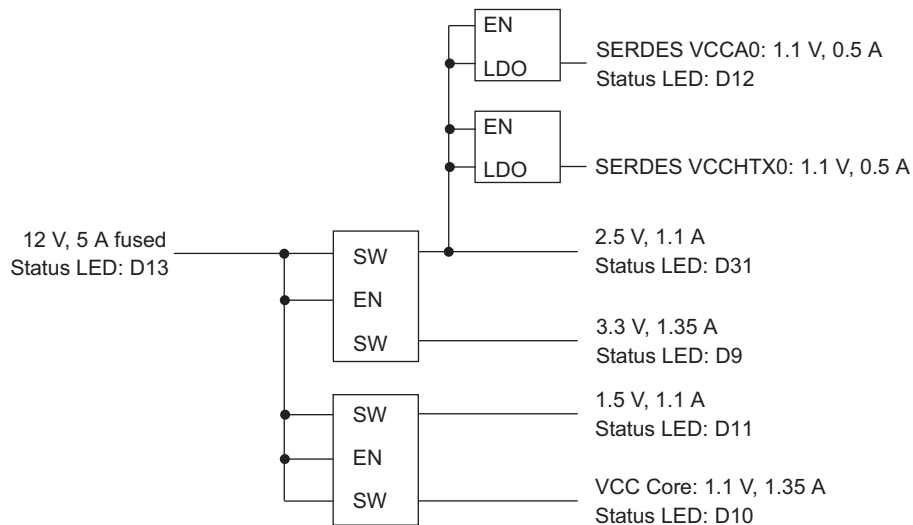 EN
LDO
SERDES VCCA0: 1.1 V, 0.5 A
Status LED: D12
EN
LDO
SERDES VCCHTX0: 1.1 V, 0.5 A
12 V, 5 A fused
Status LED: D13
SW
EN
SW
2.5 V, 1.1 A
Status LED: D31
3.3 V, 1.35 A
Status LED: D9
SW
EN
SW
1.5 V, 1.1 A
Status LED: D11
VCC Core: 1.1 V, 1.35 A
Status LED: D10